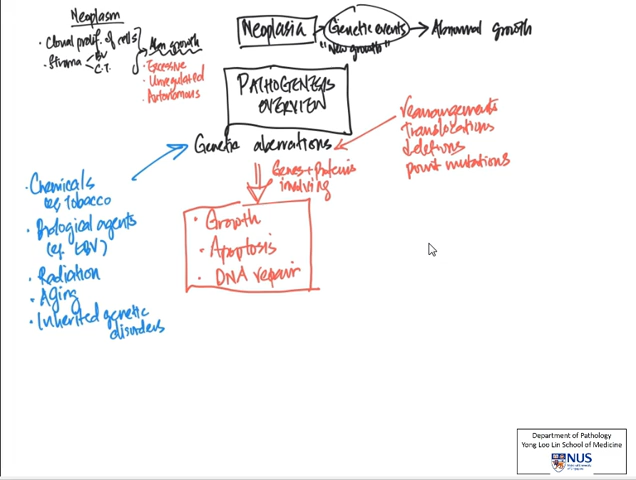 Neoplasm
• Clonal prolif. of cells
• Stroma < BV
C.T.
Abn growth
• Excessive
• Unregulated
• Autonomous
Neoplasia → Genetic events → Abnormal growth
"New growth"
PATHOGENESIS
OVERVIEW
Genetic aberrations
rearrangements
translocations
deletions
point mutations
Genes + Proteins
involving
• Growth
• Apoptosis
• DNA repair
• Chemicals
eg. Tobacco
• Biological agents
(eg. EBV)
• Radiation
• Aging
• Inherited genetic
disorders
Department of Pathology
Yong Loo Lin School of Medicine
NUS